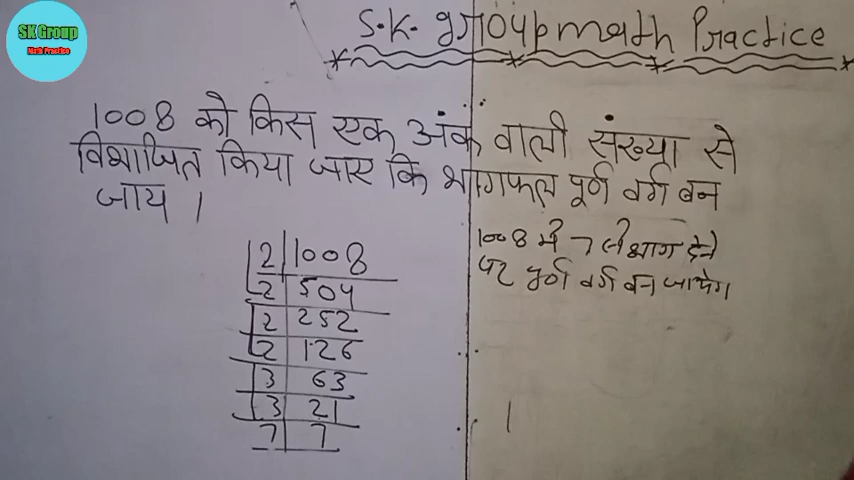 SK Group
Math Practice
S.K. group math Practice
1008 को किस एक अंक वाली संख्या से
विभाजित किया जाए कि भागफल पूर्ण वर्ग बन
जाय ।
1008 में 7 से भाग देने
पर पूर्ण वर्ग बन जायेगा
2 1008
2 504
2 252
2 126
3 63
3 21
7 7
1